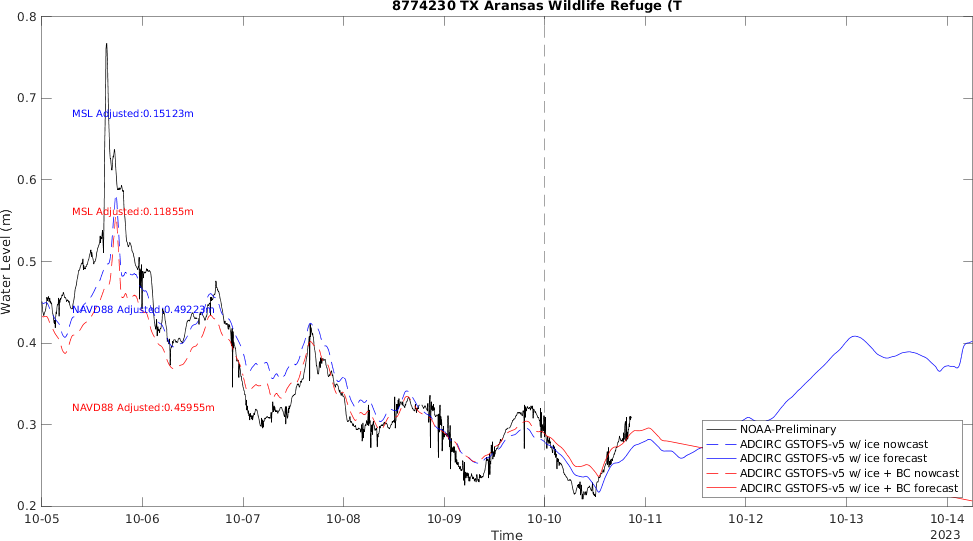 8774230 TX Aransas Wildlife Refuge (T
0.8
0.7
0.6
0.5
0.4
0.3
0.2
Water Level (m)
MSL Adjusted:0.15123m
MSL Adjusted:0.11855m
NAVD88 Adjusted:0.49223m
NAVD88 Adjusted:0.45955m
NOAA-Preliminary
ADCIRC GSTOFS-v5 w/ ice nowcast
ADCIRC GSTOFS-v5 w/ ice forecast
ADCIRC GSTOFS-v5 w/ ice + BC nowcast
ADCIRC GSTOFS-v5 w/ ice + BC forecast
10-05 10-06 10-07 10-08 10-09 10-10 10-11 10-12 10-13 10-14
Time
2023